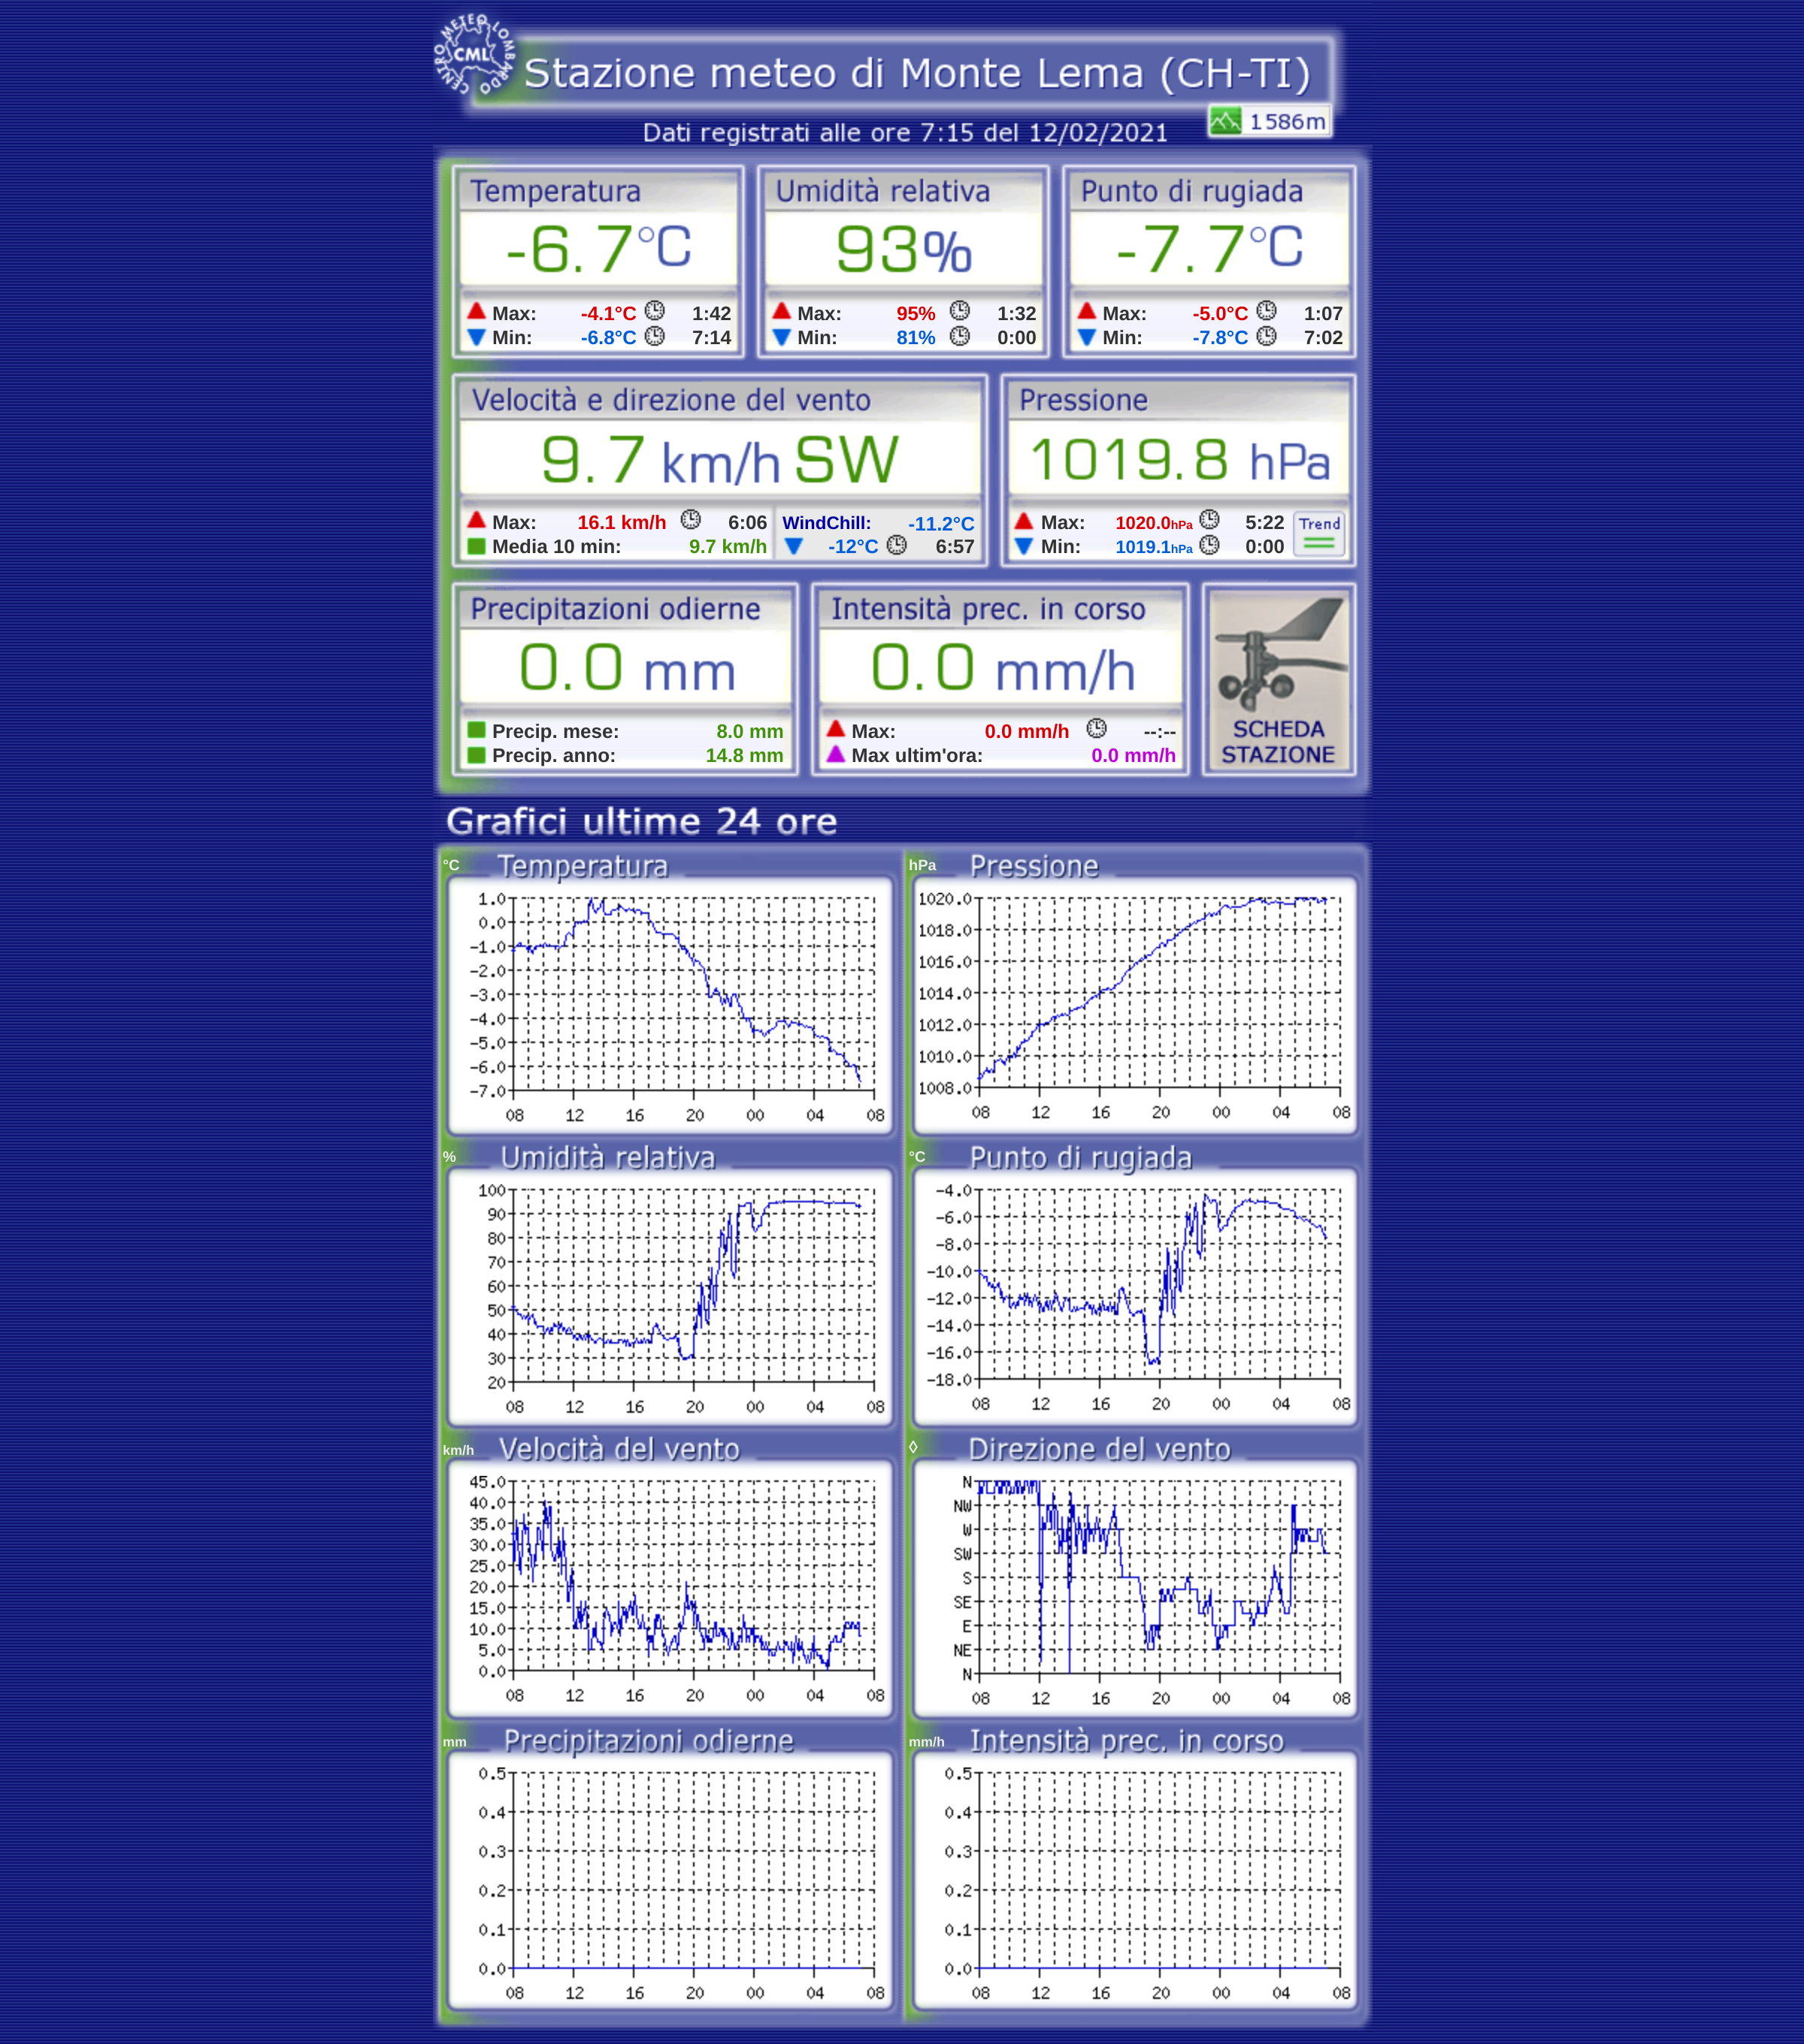 CENTRO METEO LOMBARDO
CML
Stazione meteo di Monte Lema (CH-TI)
1586m
Dati registrati alle ore 7:15 del 12/02/2021
Temperatura Umidità relativa Punto di rugiada
-6.7°C 93% -7.7°C
Max: -4.1°C 1:42 Max: 95% 1:32 Max: -5.0°C 1:07
Min: -6.8°C 7:14 Min: 81% 0:00 Min: -7.8°C 7:02
Velocità e direzione del vento Pressione
9.7 km/h SW 1019.8 hPa
Max: 16.1 km/h 6:06 WindChill: -11.2°C Max: 1020.0hPa 5:22 Trend
Media 10 min: 9.7 km/h -12°C 6:57 Min: 1019.1hPa 0:00
Precipitazioni odierne Intensità prec. in corso
0.0 mm 0.0 mm/h
Precip. mese: 8.0 mm Max: 0.0 mm/h --:-- SCHEDA
Precip. anno: 14.8 mm Max ultim'ora: 0.0 mm/h STAZIONE
Grafici ultime 24 ore
°C Temperatura
1.0
0.0
-1.0
-2.0
-3.0
-4.0
-5.0
-6.0
-7.0
08 12 16 20 00 04 08
hPa Pressione
1020.0
1018.0
1016.0
1014.0
1012.0
1010.0
1008.0
08 12 16 20 00 04 08
% Umidità relativa
100
90
80
70
60
50
40
30
20
08 12 16 20 00 04 08
°C Punto di rugiada
-4.0
-6.0
-8.0
-10.0
-12.0
-14.0
-16.0
-18.0
08 12 16 20 00 04 08
km/h Velocità del vento
45.0
40.0
35.0
30.0
25.0
20.0
15.0
10.0
5.0
0.0
08 12 16 20 00 04 08
◊ Direzione del vento
N
NW
W
SW
S
SE
E
NE
N
08 12 16 20 00 04 08
mm Precipitazioni odierne
0.5
0.4
0.3
0.2
0.1
0.0
08 12 16 20 00 04 08
mm/h Intensità prec. in corso
0.5
0.4
0.3
0.2
0.1
0.0
08 12 16 20 00 04 08